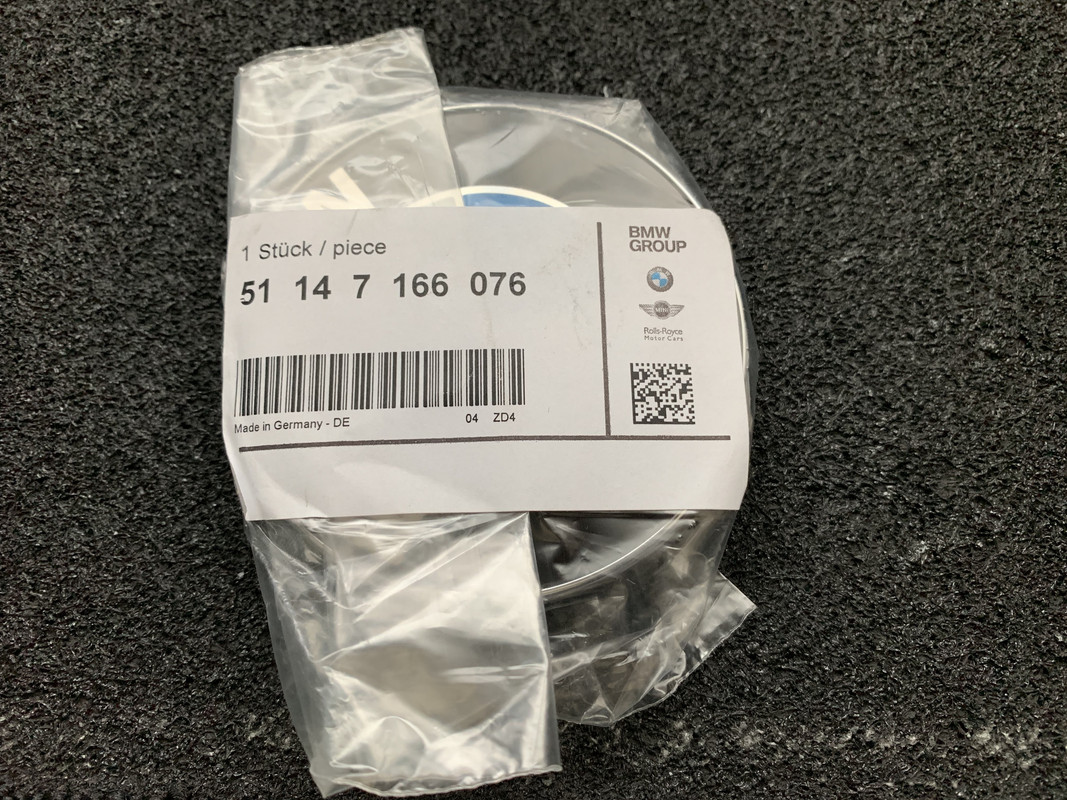 1 Stück / piece
51 14 7 166 076
Made in Germany - DE
04 ZD4
BMW
GROUP
MINI
Rolls-Royce
Motor Cars